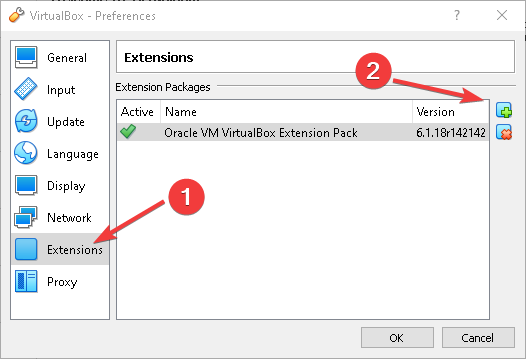 VirtualBox - Preferences
?
General
Input
Update
Language
Display
Network
Extensions
Proxy
Extensions
Extension Packages
Active Name Version
Oracle VM VirtualBox Extension Pack 6.1.18r142142
1
2
OK Cancel